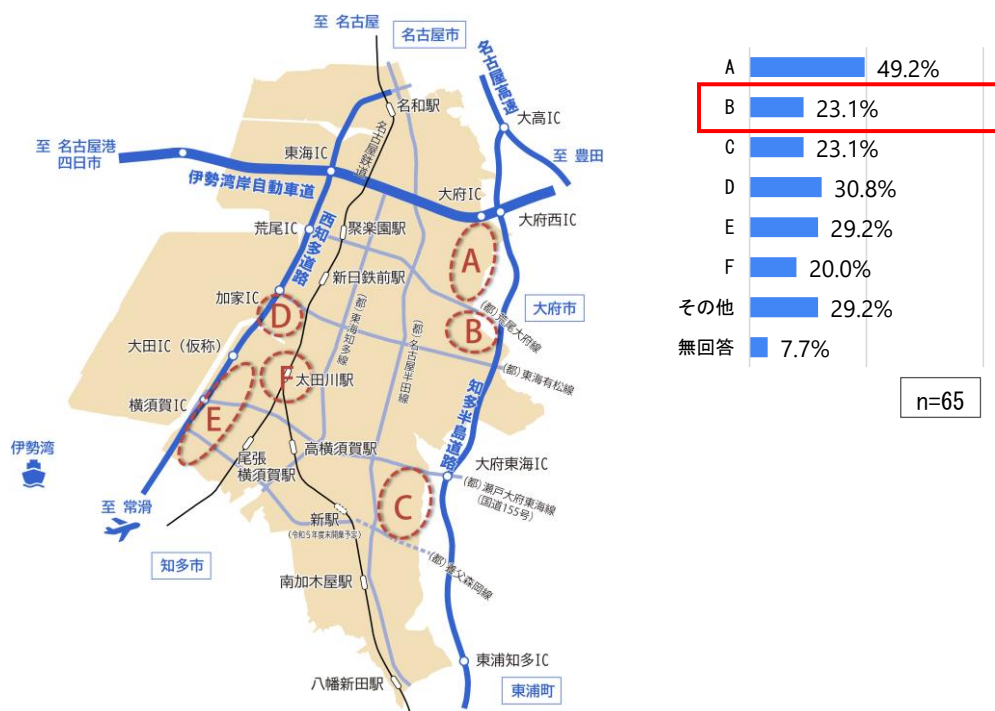 至 名古屋
名古屋市
名古屋高速
名和駅
名古屋鉄道
大高IC
至 名古屋港
四日市
東海IC
至 豊田
伊勢湾岸自動車道
大府IC
大府西IC
荒尾IC
聚楽園駅
西知多道路
A
新日鉄前駅
加家IC
(都)荒尾大府線
大府市
D
B
(都)東海知多線
(都)名古屋半田線
大田IC(仮称)
(都)東海有松線
F
太田川駅
横須賀IC
知多半島道路
E
伊勢湾
高横須賀駅
尾張
横須賀駅
大府東海IC
(都)瀬戸大府東海線
(国道155号)
至 常滑
C
新駅
(令和5年度末開業予定)
知多市
(都)養父森岡線
南加木屋駅
東浦知多IC
八幡新田駅
東浦町
A 49.2%
B 23.1%
C 23.1%
D 30.8%
E 29.2%
F 20.0%
その他 29.2%
無回答 7.7%
n=65